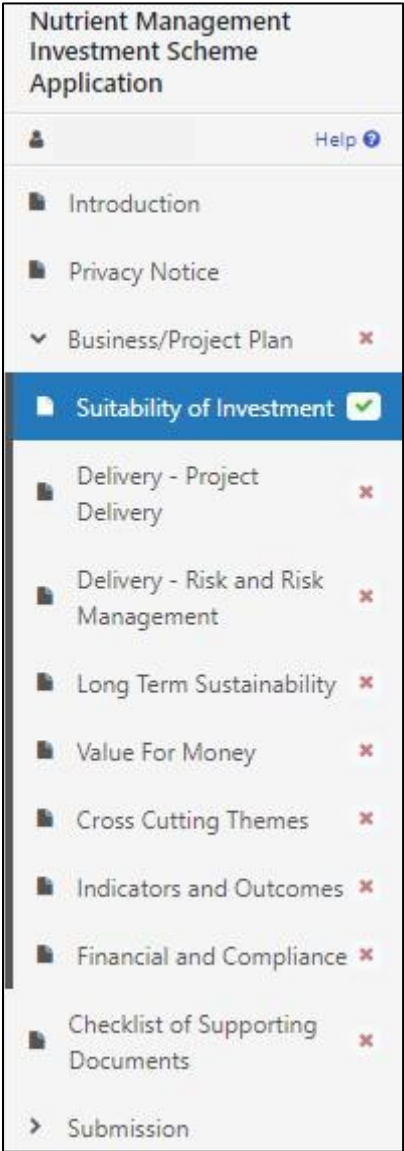 Nutrient Management
Investment Scheme
Application
Help
Introduction
Privacy Notice
Business/Project Plan
Suitability of Investment
Delivery - Project
Delivery
Delivery - Risk and Risk
Management
Long Term Sustainability
Value For Money
Cross Cutting Themes
Indicators and Outcomes
Financial and Compliance
Checklist of Supporting
Documents
Submission